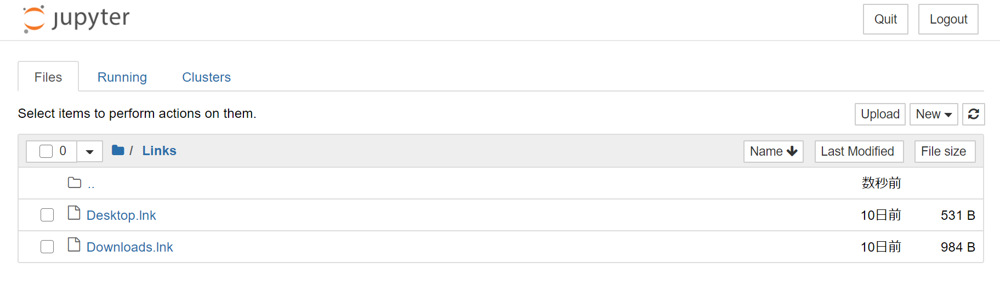 jupyter Quit Logout
Files Running Clusters
Select items to perform actions on them. Upload New
0 / Links Name Last Modified File size
.. 数秒前
Desktop.lnk 10日前 531 B
Downloads.lnk 10日前 984 B